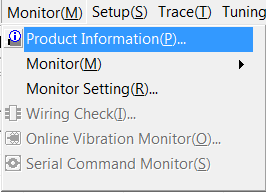 Monitor(M) Setup(S) Trace(T) Tuning
Product Information(P)...
Monitor(M)
Monitor Setting(R)...
Wiring Check(I)...
Online Vibration Monitor(O)...
Serial Command Monitor(S)